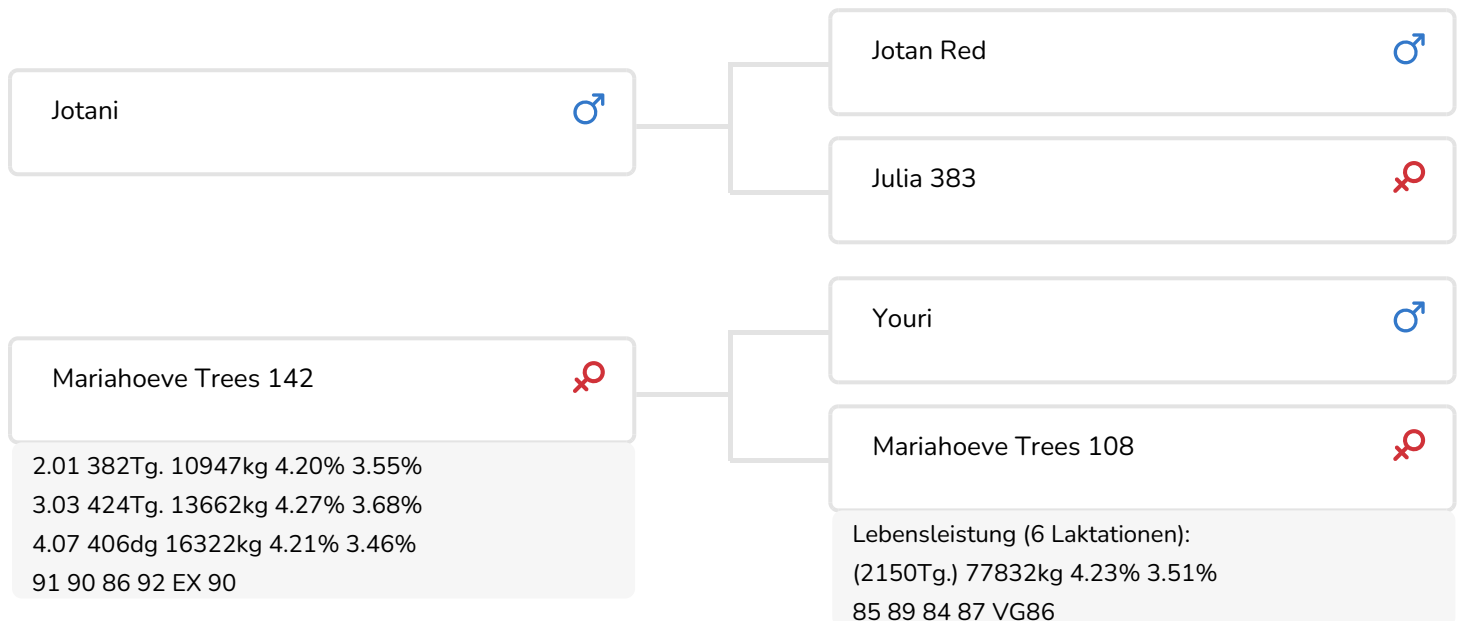 Jotan Red
Jotani
Julia 383
Youri
Mariahoeve Trees 142
Mariahoeve Trees 108
2.01 382Tg. 10947kg 4.20% 3.55%
3.03 424Tg. 13662kg 4.27% 3.68%
4.07 406dg 16322kg 4.21% 3.46%
91 90 86 92 EX 90
Lebensleistung (6 Laktationen):
(2150Tg.) 77832kg 4.23% 3.51%
85 89 84 87 VG86